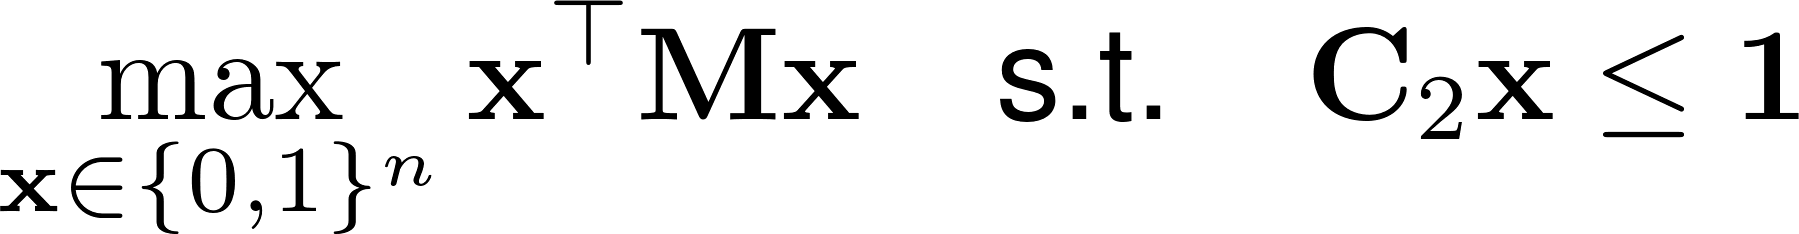 max x⊤Mx s.t. C₂x ≤ 1
x∈{0,1}ⁿ